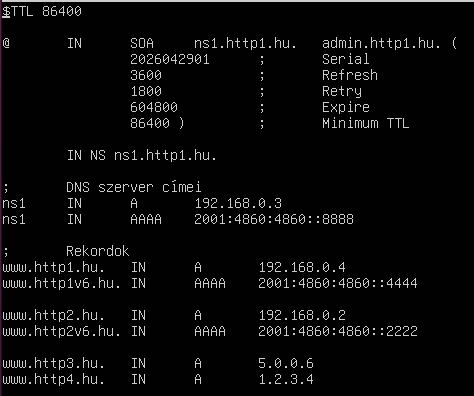 $TTL 86400
@ IN SOA ns1.http1.hu. admin.http1.hu. (
2026042901 ; Serial
3600 ; Refresh
1800 ; Retry
604800 ; Expire
86400 ) ; Minimum TTL
IN NS ns1.http1.hu.
; DNS szerver címei
ns1 IN A 192.168.0.3
ns1 IN AAAA 2001:4860:4860::8888
; Rekordok
www.http1.hu. IN A 192.168.0.4
www.http1v6.hu. IN AAAA 2001:4860:4860::4444
www.http2.hu. IN A 192.168.0.2
www.http2v6.hu. IN AAAA 2001:4860:4860::2222
www.http3.hu. IN A 5.0.0.6
www.http4.hu. IN A 1.2.3.4